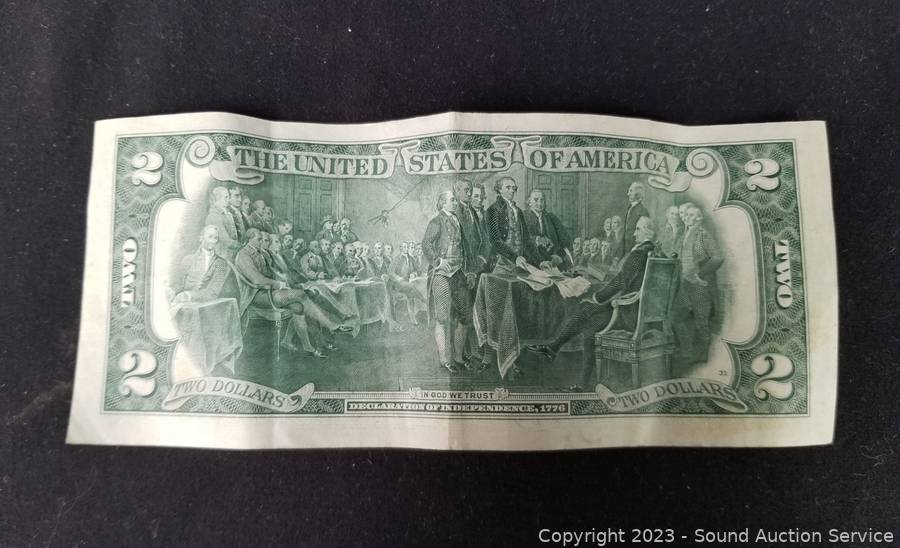 THE UNITED STATES OF AMERICA
2
2
TWO
TWO
2
2
TWO DOLLARS
TWO DOLLARS
IN GOD WE TRUST
DECLARATION OF INDEPENDENCE, 1776
Copyright 2023 - Sound Auction Service